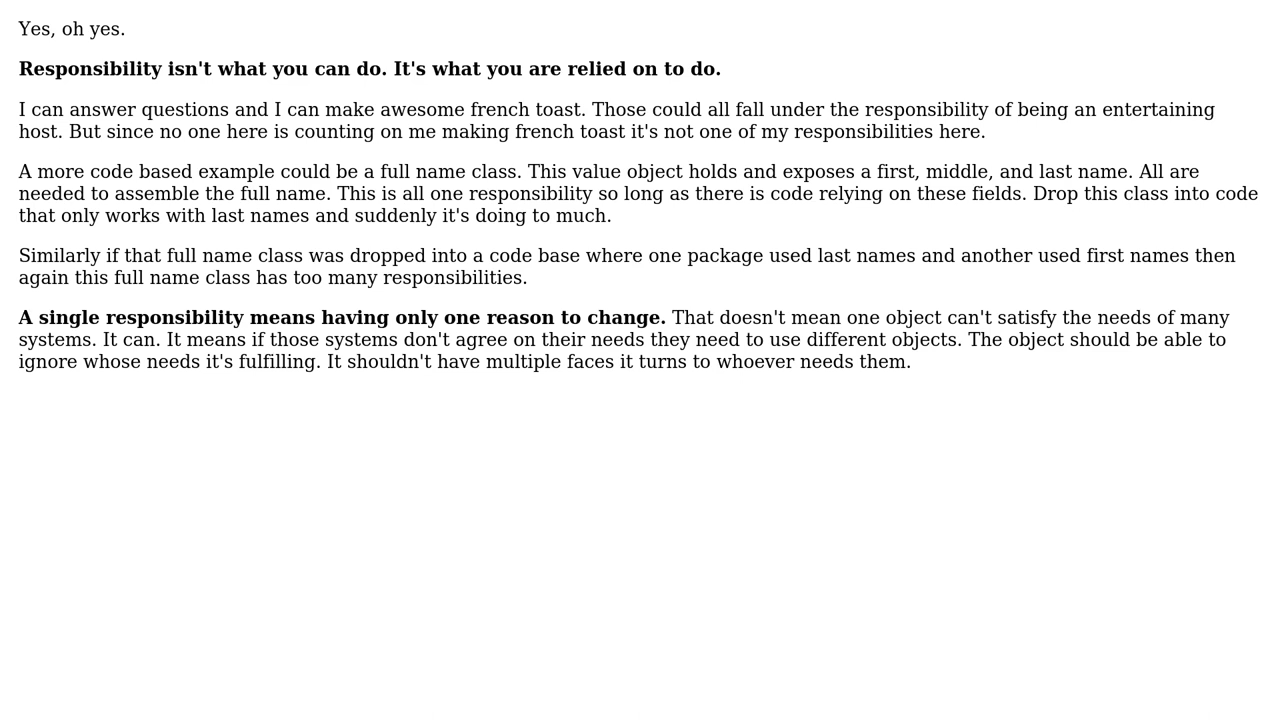 Yes, oh yes.
Responsibility isn't what you can do. It's what you are relied on to do.
I can answer questions and I can make awesome french toast. Those could all fall under the responsibility of being an entertaining
host. But since no one here is counting on me making french toast it's not one of my responsibilities here.
A more code based example could be a full name class. This value object holds and exposes a first, middle, and last name. All are
needed to assemble the full name. This is all one responsibility so long as there is code relying on these fields. Drop this class into code
that only works with last names and suddenly it's doing to much.
Similarly if that full name class was dropped into a code base where one package used last names and another used first names then
again this full name class has too many responsibilities.
A single responsibility means having only one reason to change. That doesn't mean one object can't satisfy the needs of many
systems. It can. It means if those systems don't agree on their needs they need to use different objects. The object should be able to
ignore whose needs it's fulfilling. It shouldn't have multiple faces it turns to whoever needs them.